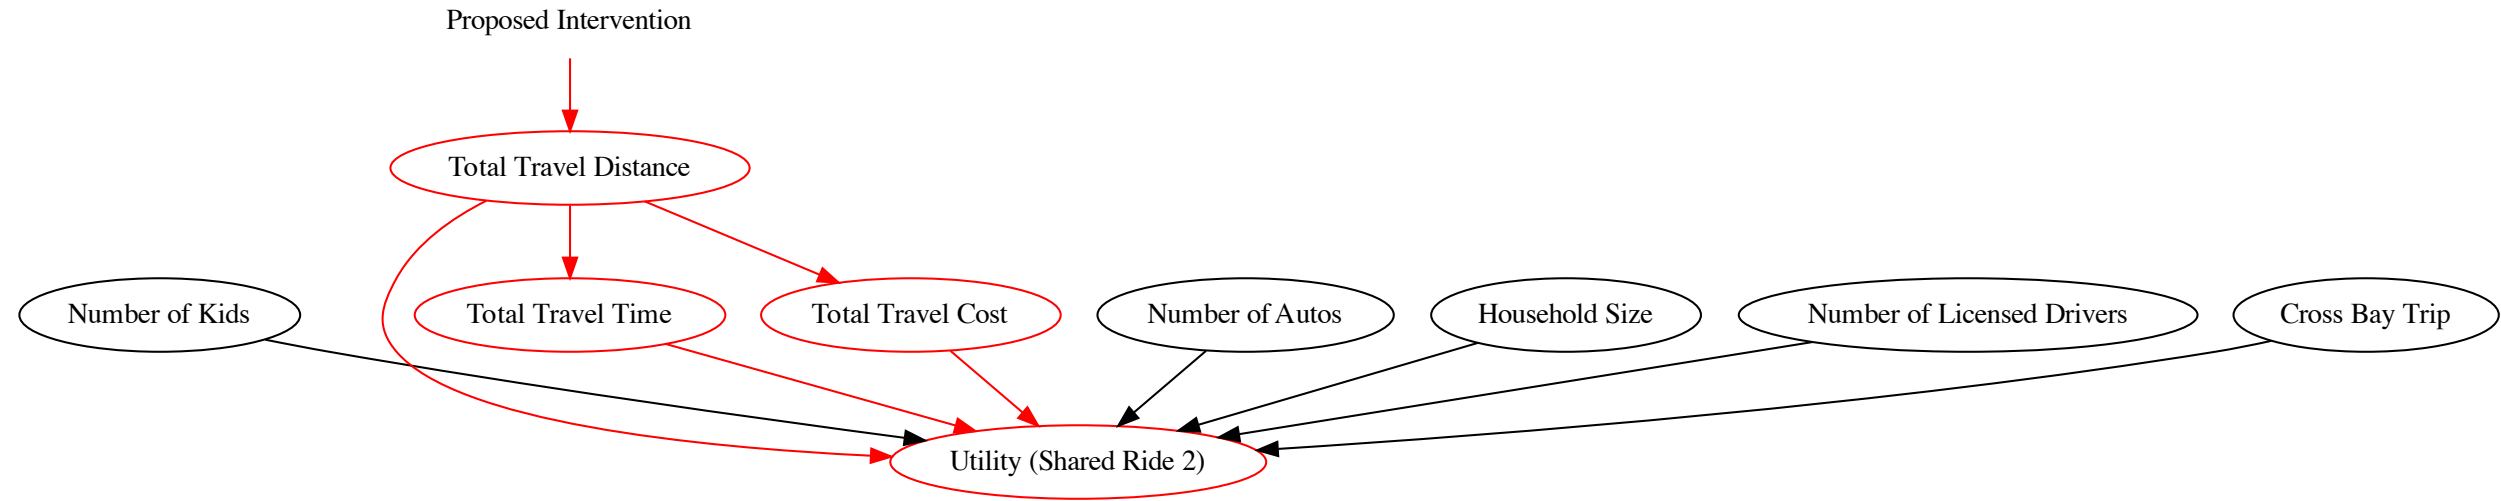 Proposed Intervention
Total Travel Distance
Number of Kids
Total Travel Time
Total Travel Cost
Number of Autos
Household Size
Number of Licensed Drivers
Cross Bay Trip
Utility (Shared Ride 2)